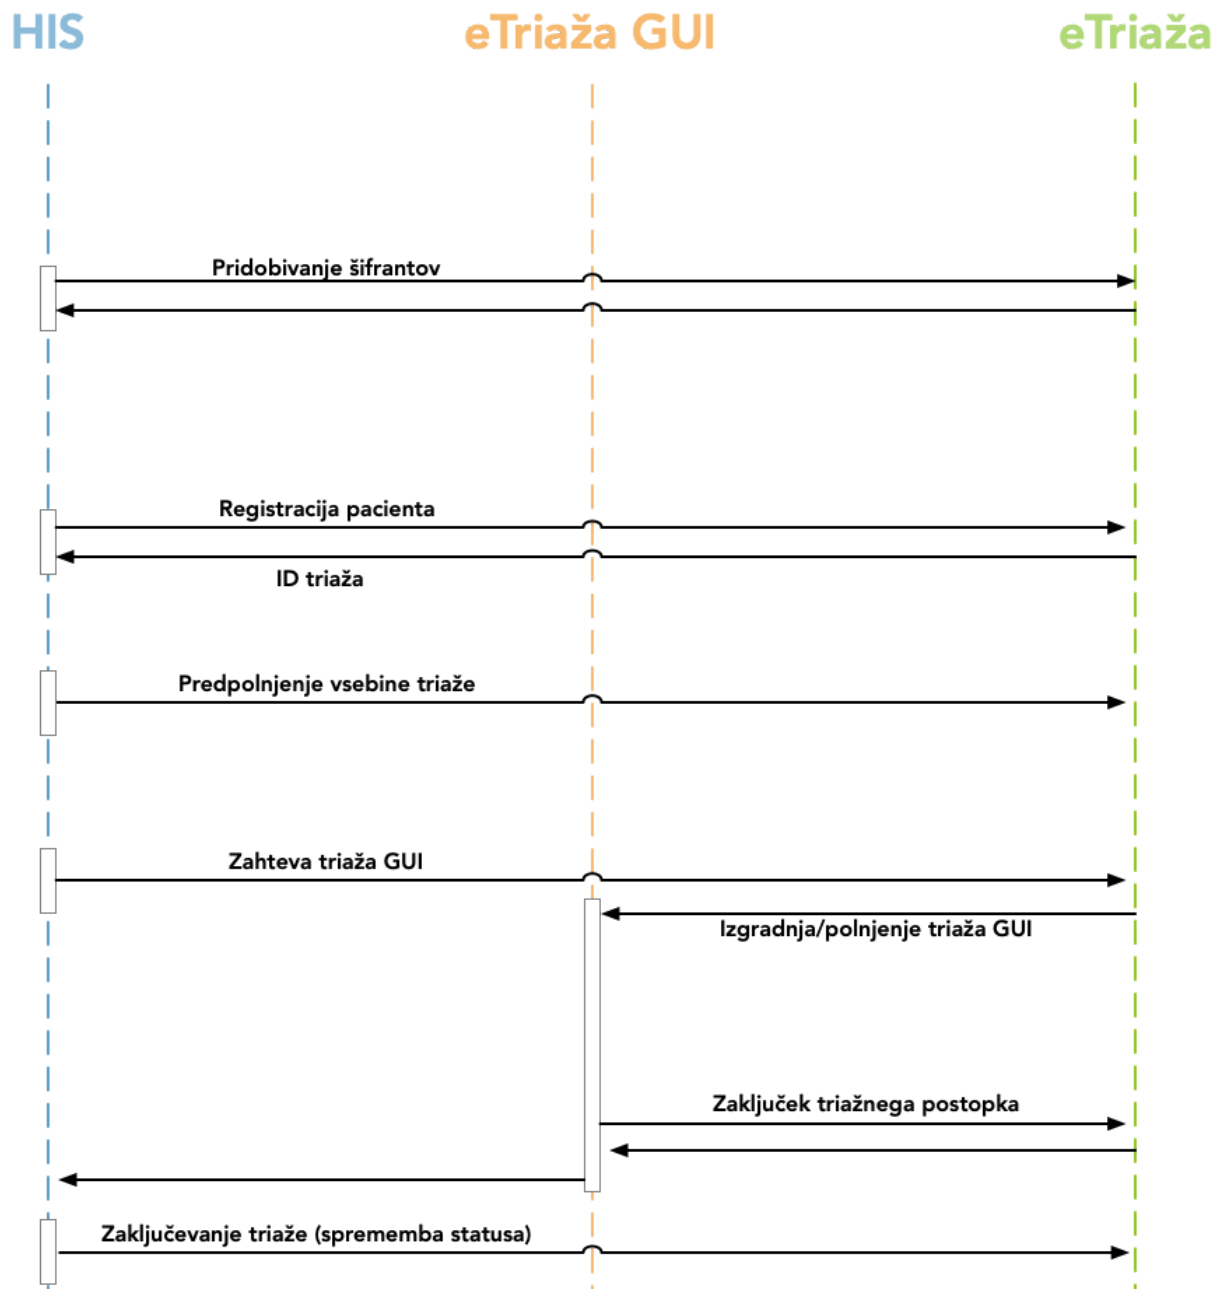 HIS
eTriaža GUI
eTriaža
Pridobivanje šifrantov
Registracija pacienta
ID triaža
Predpolnjenje vsebine triaže
Zahteva triaža GUI
Izgradnja/polnjenje triaža GUI
Zaključek triažnega postopka
Zaključevanje triaže (sprememba statusa)